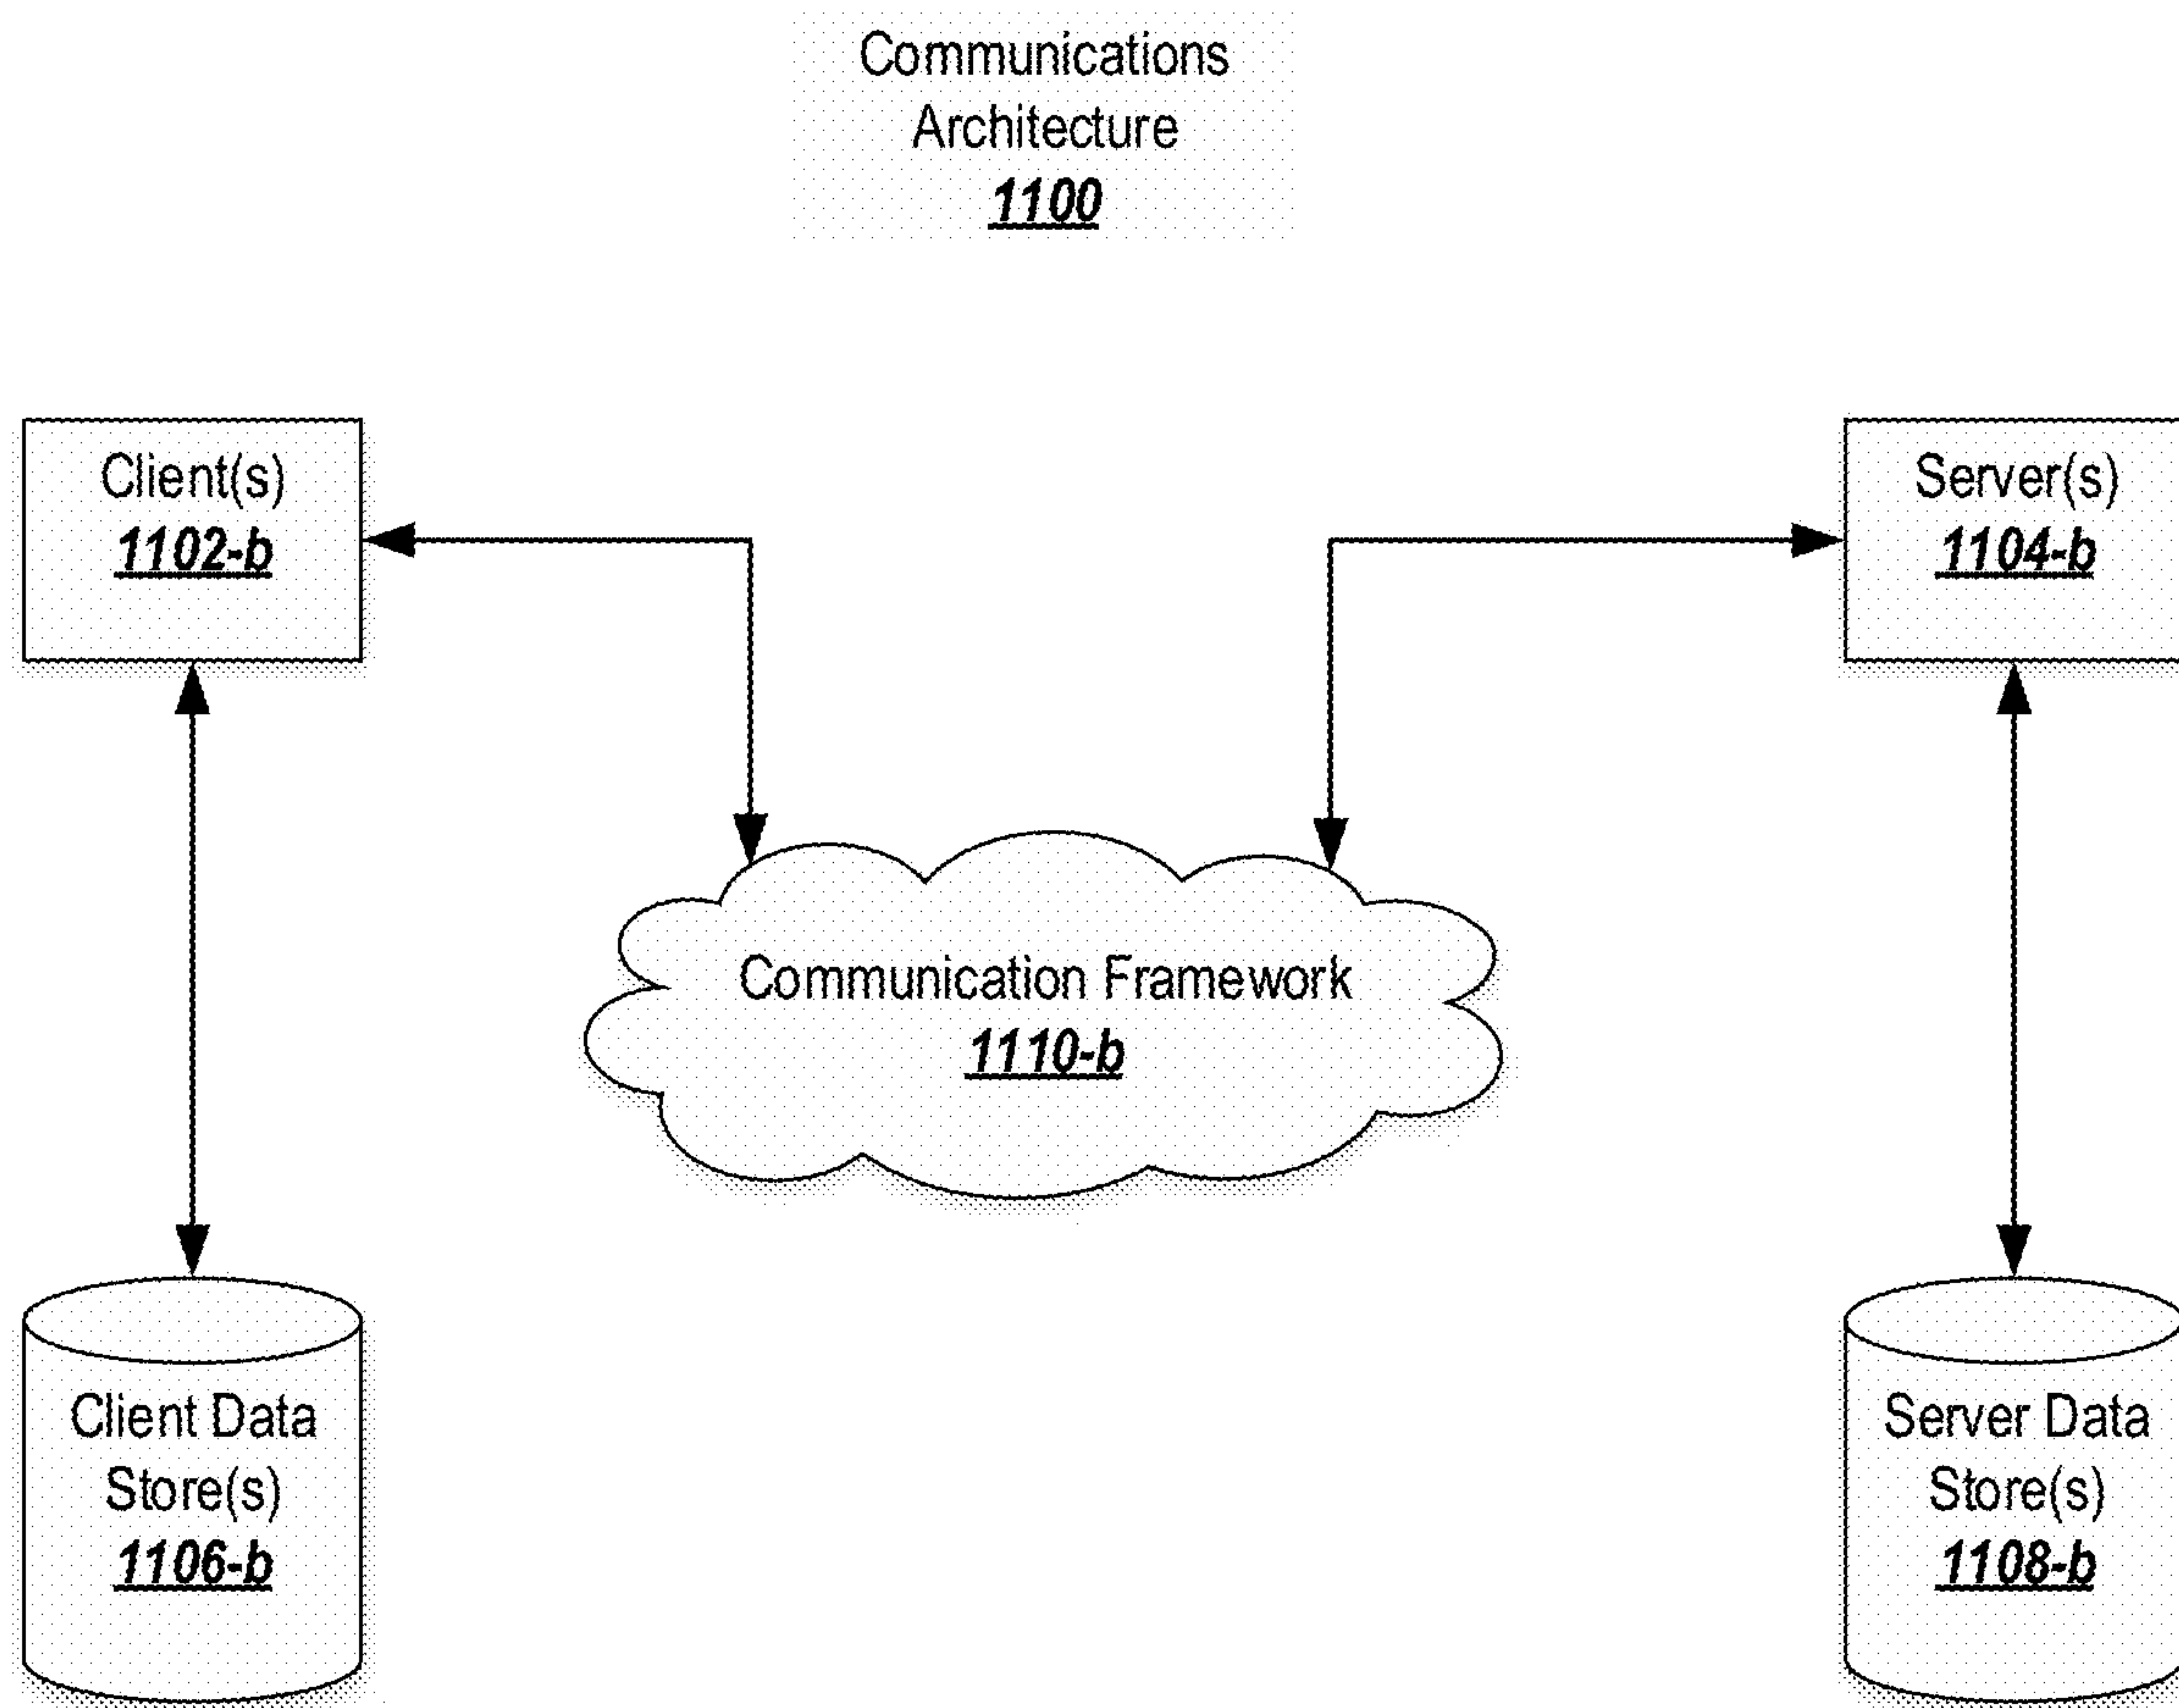 Communications
Architecture
1100
Client(s)
1102-b
Server(s)
1104-b
Communication Framework
1110-b
Client Data
Store(s)
1106-b
Server Data
Store(s)
1108-b